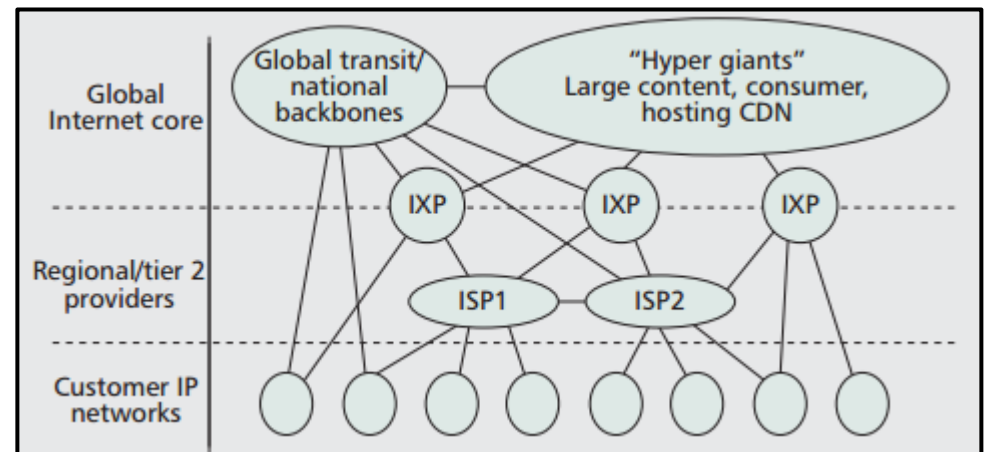 Global
Internet core
Global transit/
national
backbones
“Hyper giants”
Large content, consumer,
hosting CDN
IXP
IXP
IXP
Regional/tier 2
providers
ISP1
ISP2
Customer IP
networks